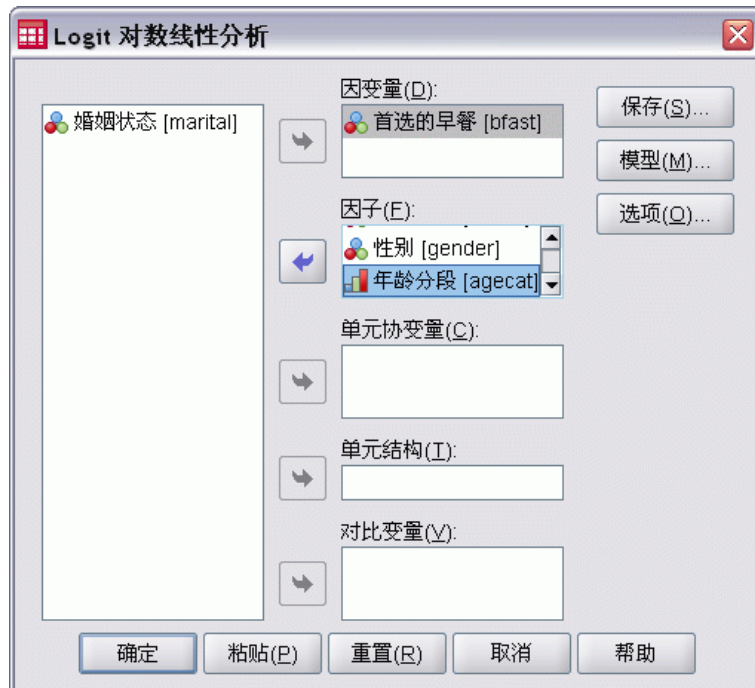 Logit 对数线性分析
婚姻状态 [marital]
因变量(D):
首选的早餐 [bfast]
因子(F):
性别 [gender]
年龄分段 [agecat]
单元协变量(C):
单元结构(T):
对比变量(V):
保存(S)...
模型(M)...
选项(O)...
确定
粘贴(P)
重置(R)
取消
帮助